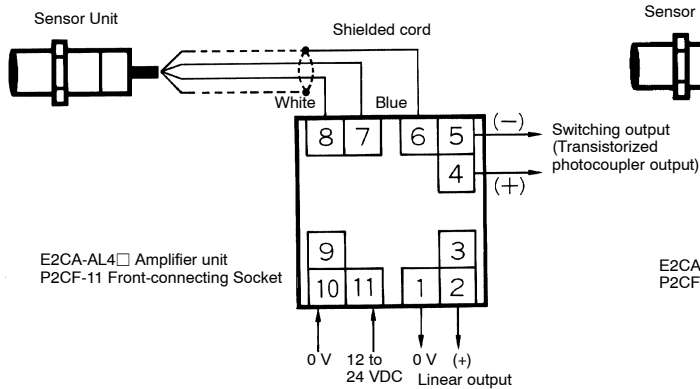 Sensor Unit
Sensor
Shielded cord
White
Blue
8 7 6 5
(−)
Switching output
(Transistorized
photocoupler output)
4
(+)
9 3
E2CA-AL4□ Amplifier unit
P2CF-11 Front-connecting Socket
E2CA
P2CF
10 11 1 2
0 V
12 to
24 VDC
0 V
(+)
Linear output